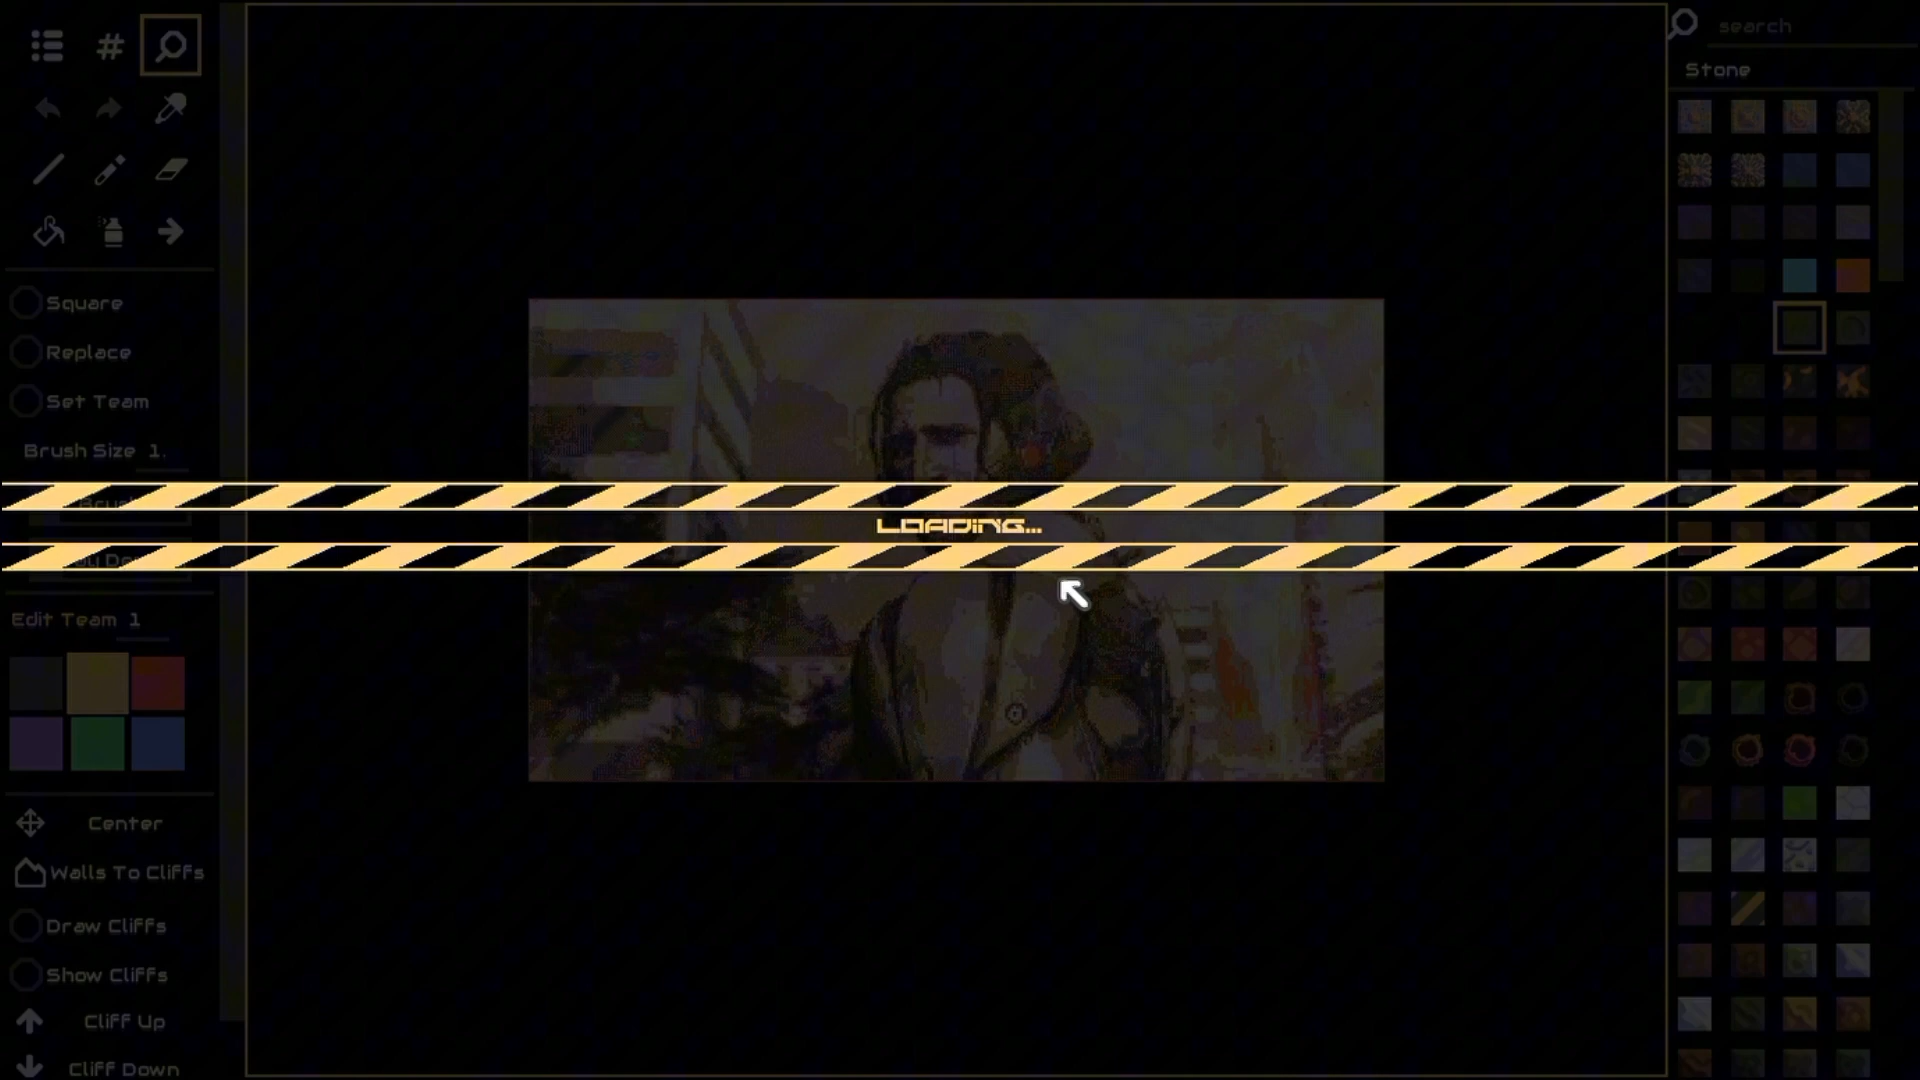 search
Stone
Square
Replace
Set Team
Brush Size 1.
LOADING...
Edit Team 1
Center
Walls To Cliffs
Draw Cliffs
Show Cliffs
Cliff Up
Cliff Down